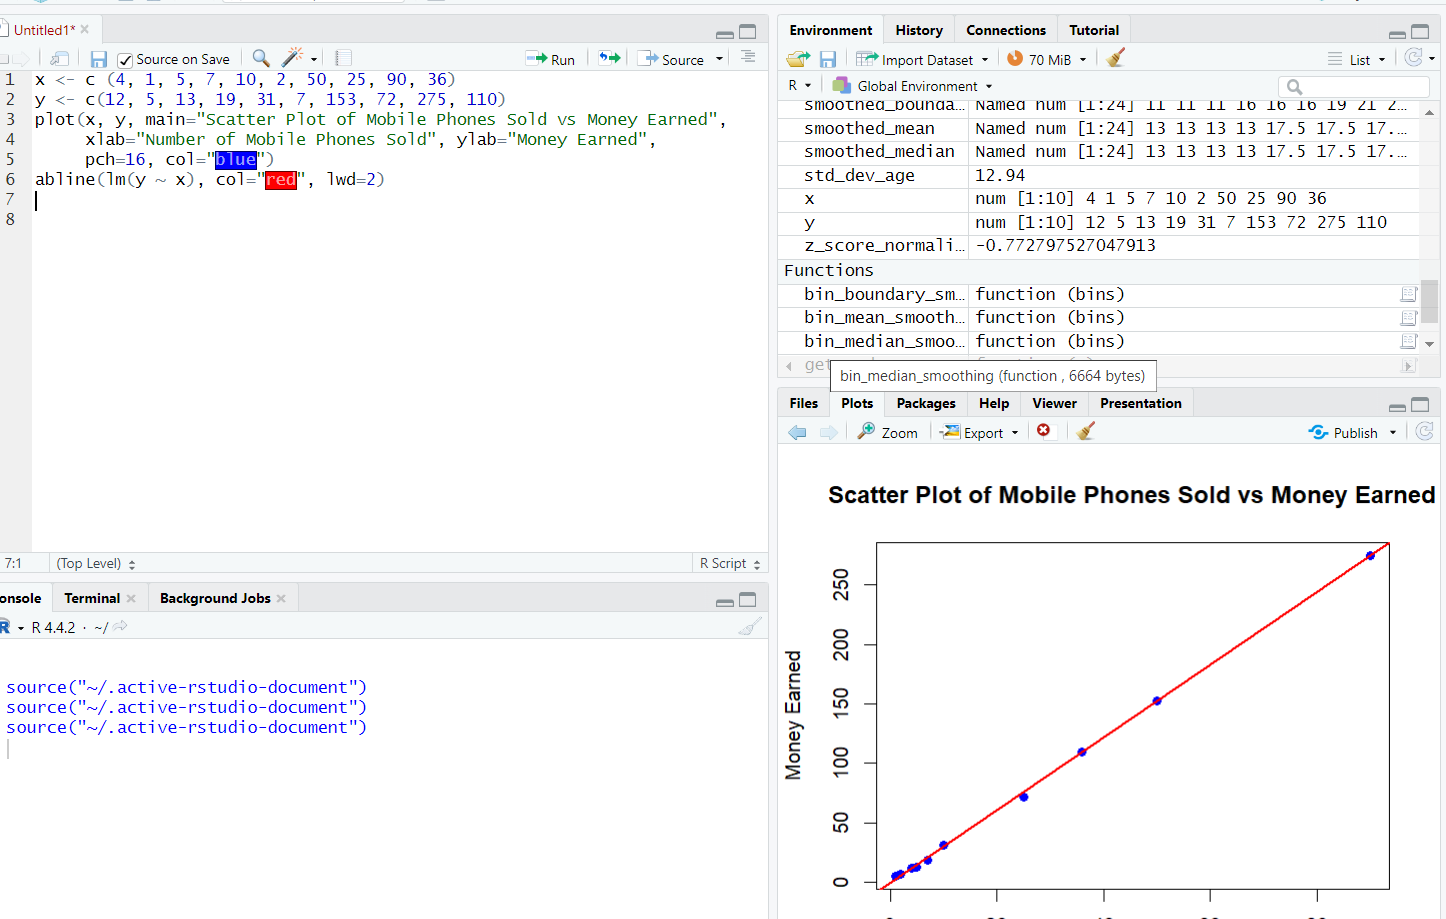 Untitled1*
Source on Save
Run
Source
1 x <- c (4, 1, 5, 7, 10, 2, 50, 25, 90, 36)
2 y <- c(12, 5, 13, 19, 31, 7, 153, 72, 275, 110)
3 plot(x, y, main="Scatter Plot of Mobile Phones Sold vs Money Earned",
4 xlab="Number of Mobile Phones Sold", ylab="Money Earned",
5 pch=16, col="blue")
6 abline(lm(y ~ x), col="red", lwd=2)
7
8
7:1 (Top Level) R Script
onsole Terminal Background Jobs
R R 4.4.2 · ~/
source("~/.active-rstudio-document")
source("~/.active-rstudio-document")
source("~/.active-rstudio-document")
Environment History Connections Tutorial
Import Dataset 70 MiB List
R Global Environment
smoothed_bounda… Named num [1:24] 11 11 11 16 16 16 19 21 2…
smoothed_mean Named num [1:24] 13 13 13 13 17.5 17.5 17.…
smoothed_median Named num [1:24] 13 13 13 13 17.5 17.5 17.…
std_dev_age 12.94
x num [1:10] 4 1 5 7 10 2 50 25 90 36
y num [1:10] 12 5 13 19 31 7 153 72 275 110
z_score_normali… -0.772797527047913
Functions
bin_boundary_sm… function (bins)
bin_mean_smooth… function (bins)
bin_median_smoo… function (bins)
bin_median_smoothing (function , 6664 bytes)
Files Plots Packages Help Viewer Presentation
Zoom Export Publish
Scatter Plot of Mobile Phones Sold vs Money Earned
Money Earned
250
200
150
100
50
0